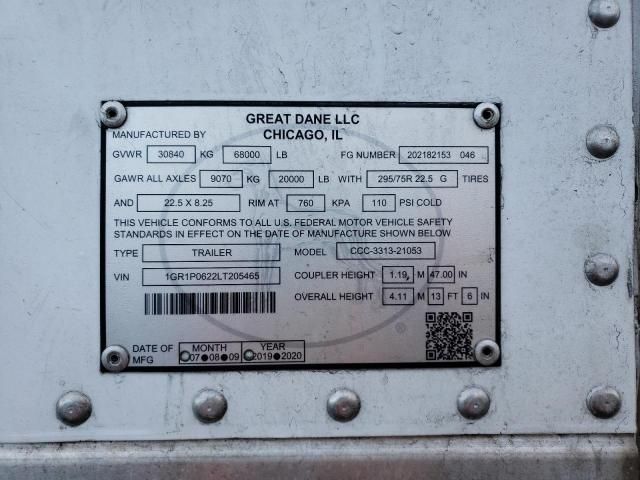 GREAT DANE LLC
MANUFACTURED BY CHICAGO, IL
GVWR 30840 KG 68000 LB FG NUMBER 202182153 046
GAWR ALL AXLES 9070 KG 20000 LB WITH 295/75R 22.5 G TIRES
AND 22.5 X 8.25 RIM AT 760 KPA 110 PSI COLD
THIS VEHICLE CONFORMS TO ALL U.S. FEDERAL MOTOR VEHICLE SAFETY
STANDARDS IN EFFECT ON THE DATE OF MANUFACTURE SHOWN BELOW
TYPE TRAILER MODEL CCC-3313-21053
VIN 1GR1P0622LT205465 COUPLER HEIGHT 1.19 M 47.00 IN
OVERALL HEIGHT 4.11 M 13 FT 6 IN
DATE OF MFG MONTH YEAR
07 08 09 2019 2020